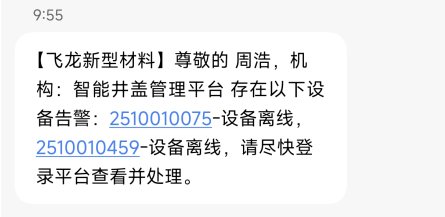 9:55
【飞龙新型材料】尊敬的 周浩，机
构：智能井盖管理平台 存在以下设
备告警：2510010075-设备离线，
2510010459-设备离线，请尽快登
录平台查看并处理。